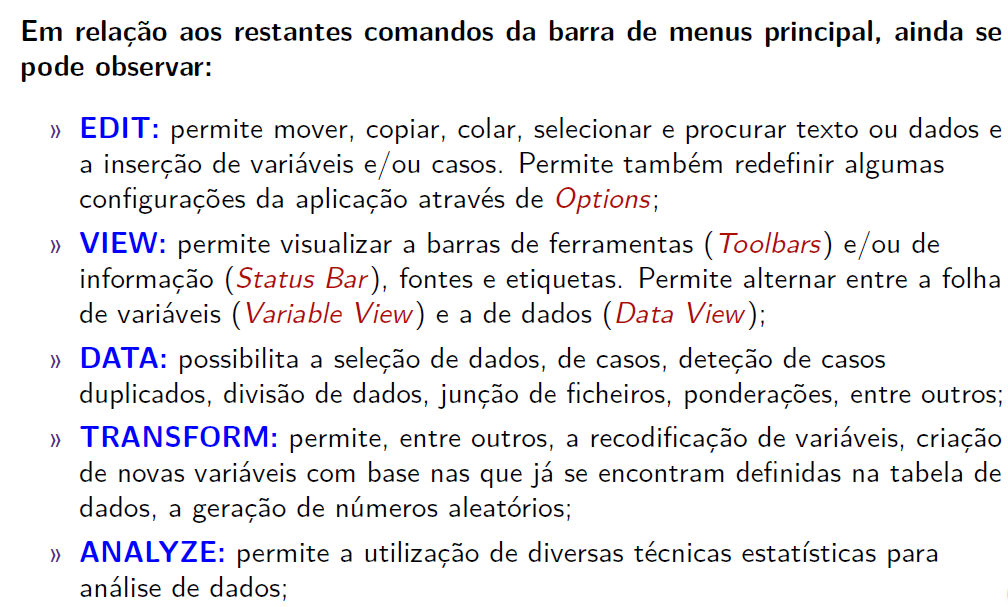 Em relação aos restantes comandos da barra de menus principal, ainda se
pode observar:
» EDIT: permite mover, copiar, colar, selecionar e procurar texto ou dados e
a inserção de variáveis e/ou casos. Permite também redefinir algumas
configurações da aplicação através de Options;
» VIEW: permite visualizar a barras de ferramentas (Toolbars) e/ou de
informação (Status Bar), fontes e etiquetas. Permite alternar entre a folha
de variáveis (Variable View) e a de dados (Data View);
» DATA: possibilita a seleção de dados, de casos, deteção de casos
duplicados, divisão de dados, junção de ficheiros, ponderações, entre outros;
» TRANSFORM: permite, entre outros, a recodificação de variáveis, criação
de novas variáveis com base nas que já se encontram definidas na tabela de
dados, a geração de números aleatórios;
» ANALYZE: permite a utilização de diversas técnicas estatísticas para
análise de dados;